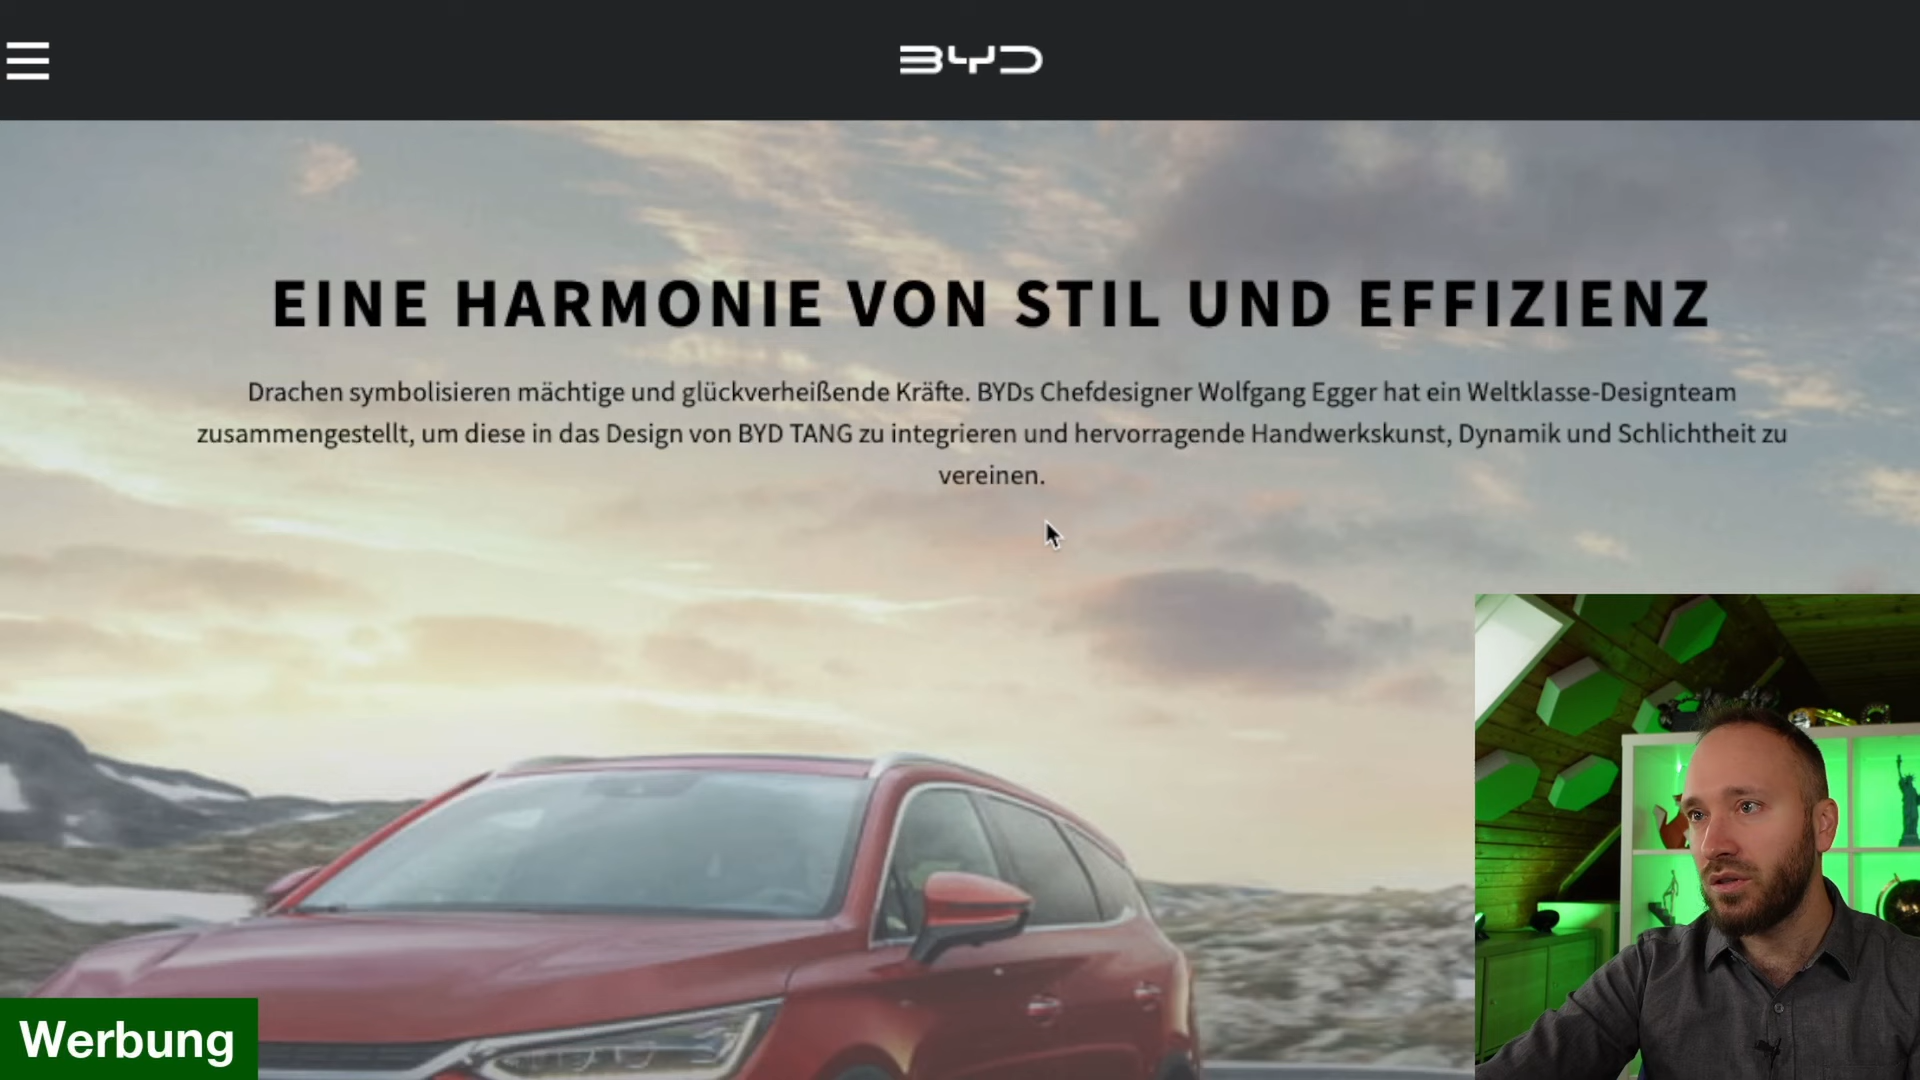 BYD
EINE HARMONIE VON STIL UND EFFIZIENZ
Drachen symbolisieren mächtige und glückverheißende Kräfte. BYDs Chefdesigner Wolfgang Egger hat ein Weltklasse-Designteam
zusammengestellt, um diese in das Design von BYD TANG zu integrieren und hervorragende Handwerkskunst, Dynamik und Schlichtheit zu
vereinen.
Werbung